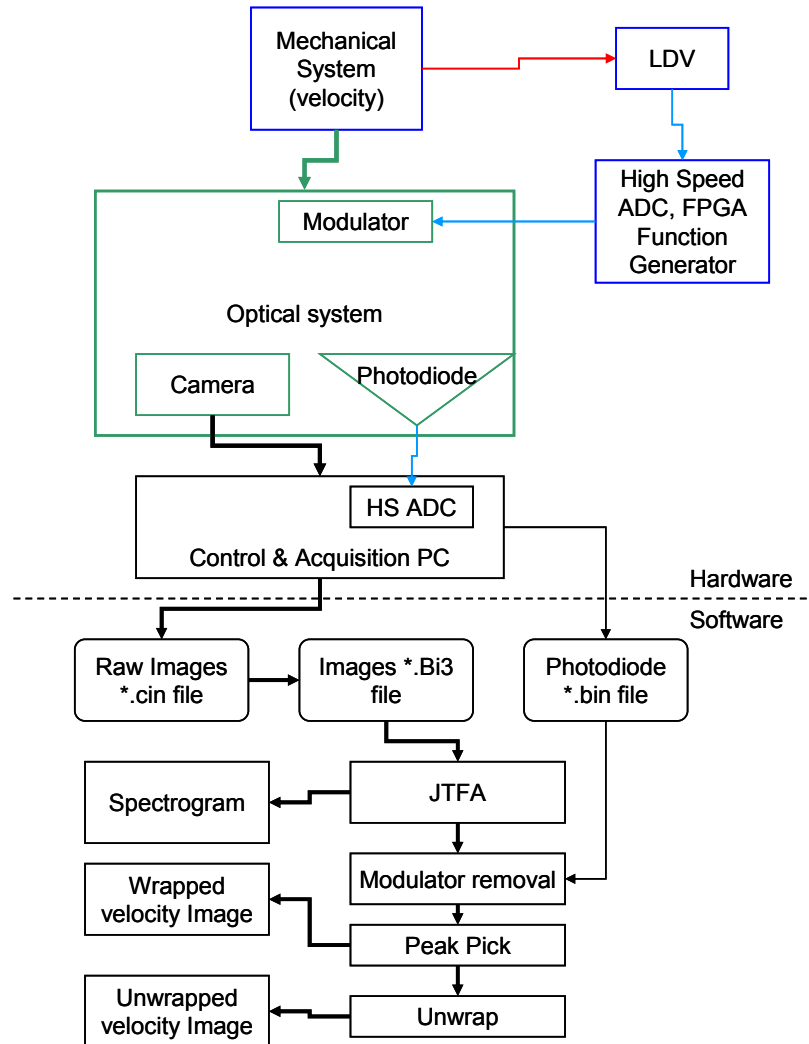 Mechanical
System
(velocity)
LDV
High Speed
ADC, FPGA
Function
Generator
Modulator
Optical system
Camera
Photodiode
HS ADC
Control & Acquisition PC
Hardware
Software
Raw Images
*.cin file
Images *.Bi3
file
Photodiode
*.bin file
Spectrogram
JTFA
Wrapped
velocity Image
Modulator removal
Peak Pick
Unwrapped
velocity Image
Unwrap